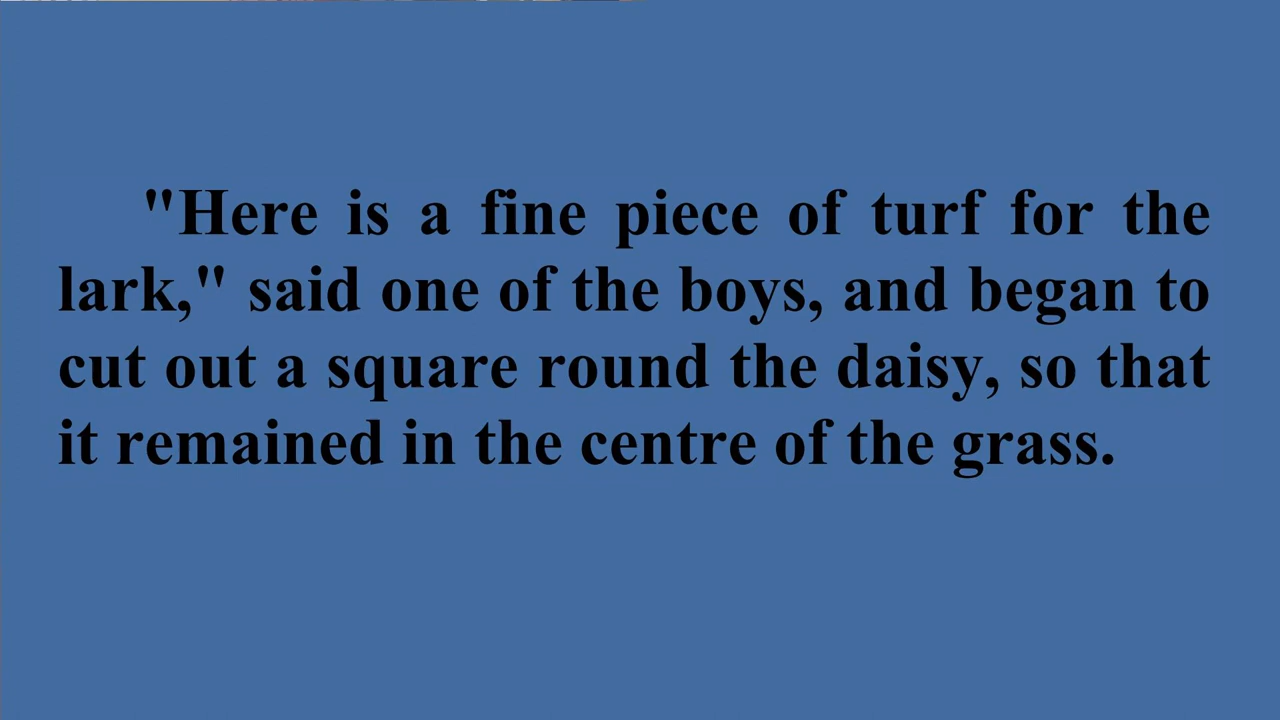 "Here is a fine piece of turf for the
lark," said one of the boys, and began to
cut out a square round the daisy, so that
it remained in the centre of the grass.